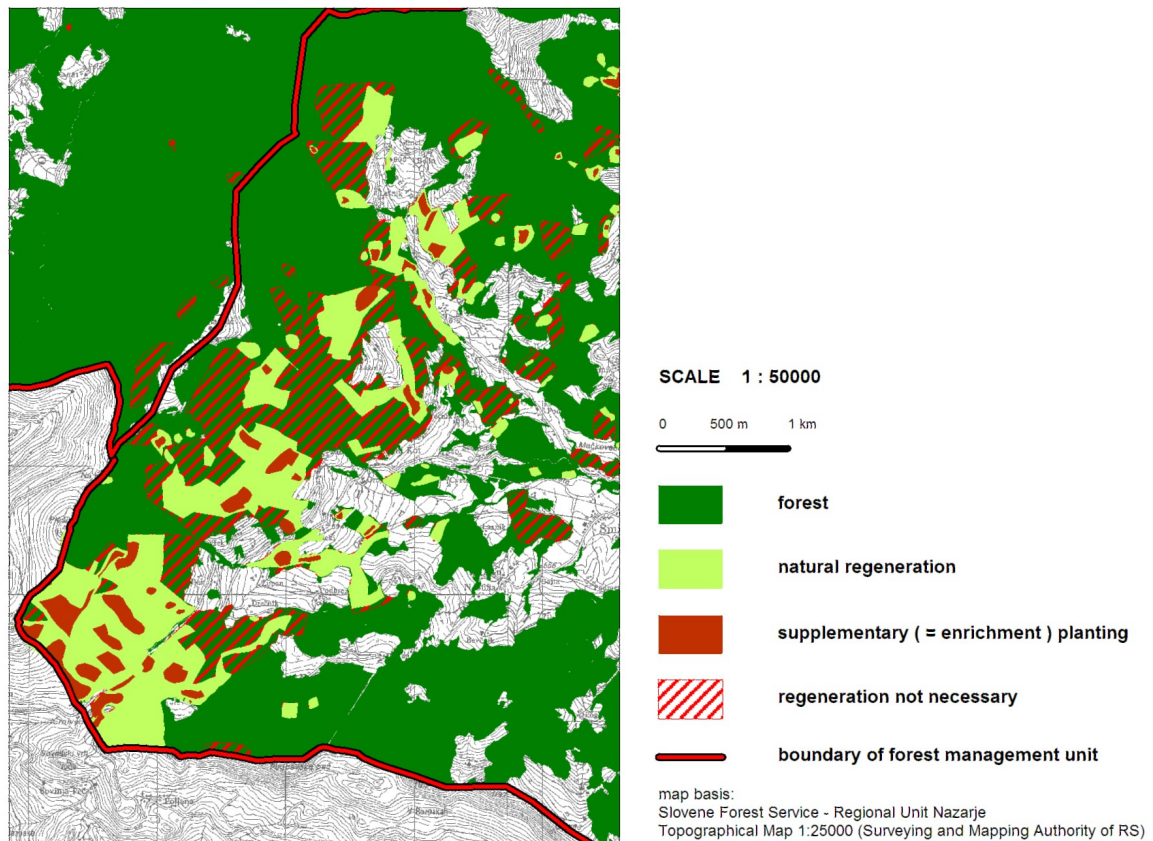 SCALE 1 : 50000
0 500 m 1 km
forest
natural regeneration
supplementary ( = enrichment ) planting
regeneration not necessary
boundary of forest management unit
map basis:
Slovene Forest Service - Regional Unit Nazarje
Topographical Map 1:25000 (Surveying and Mapping Authority of RS)